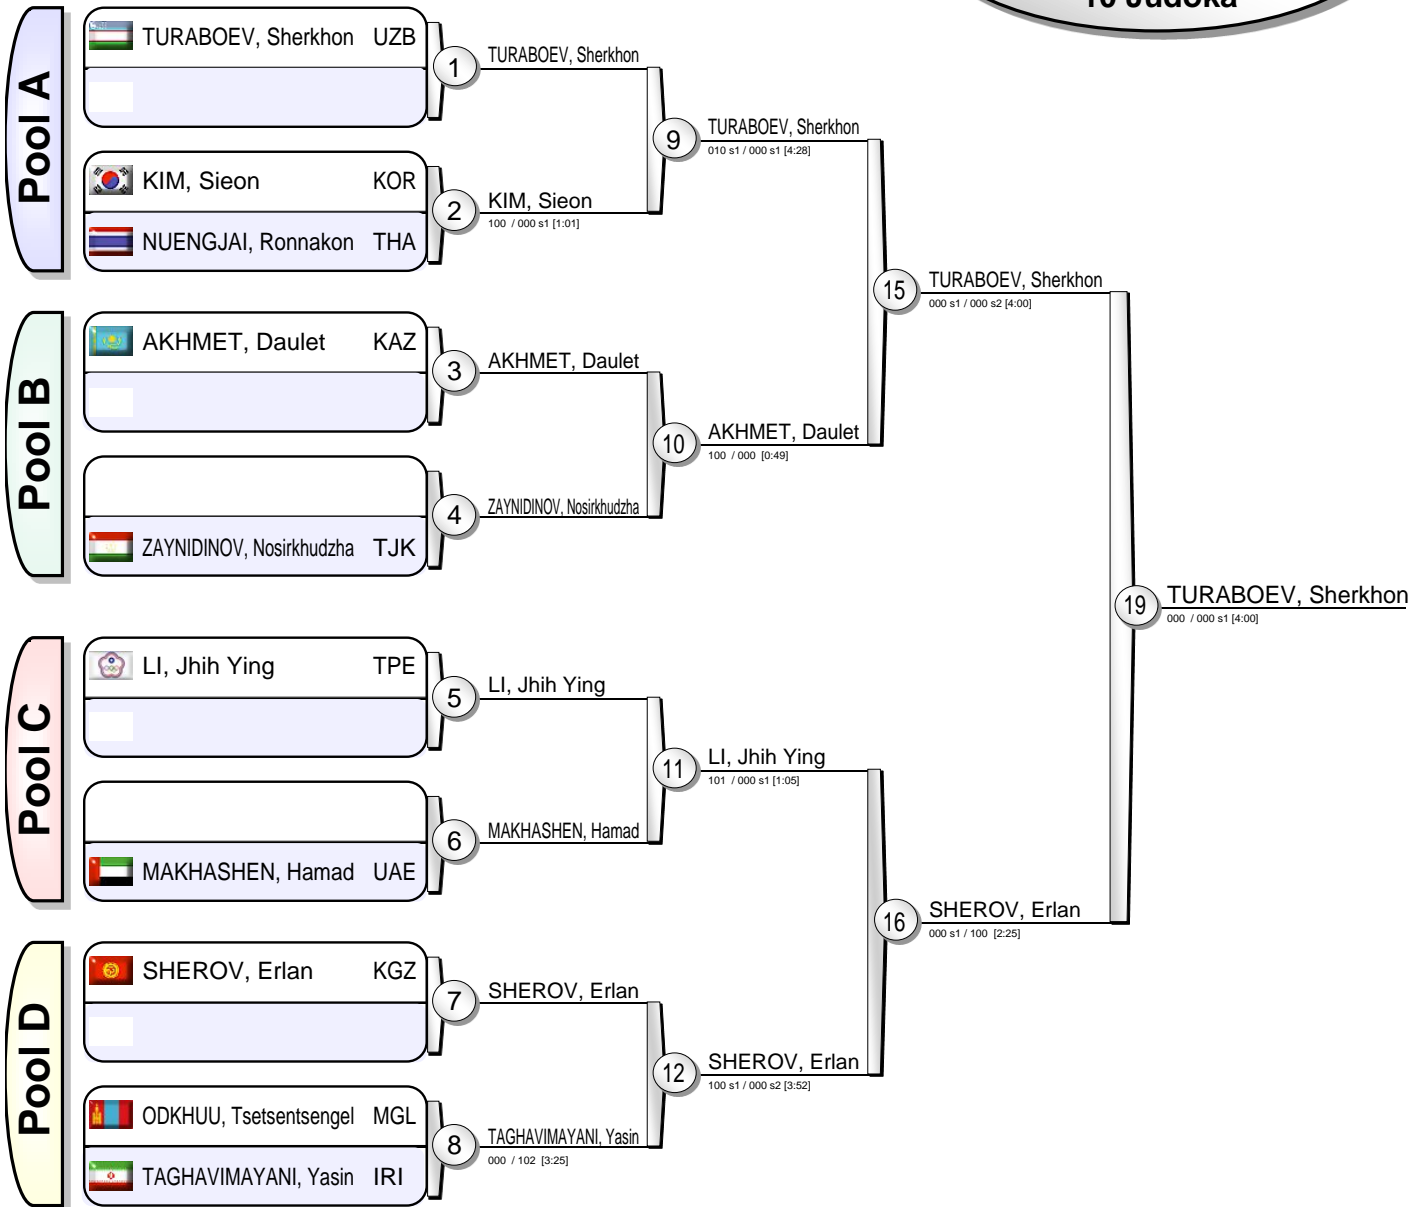 10 Judoka
Pool A
TURABOEV, Sherkhon UZB
KIM, Sieon KOR
NUENGJAI, Ronnakon THA
1
TURABOEV, Sherkhon
2
KIM, Sieon
100 / 000 s1 [1:01]
9
TURABOEV, Sherkhon
010 s1 / 000 s1 [4:28]
Pool B
AKHMET, Daulet KAZ
ZAYNIDINOV, Nosirkhudzha TJK
3
AKHMET, Daulet
4
ZAYNIDINOV, Nosirkhudzha
10
AKHMET, Daulet
100 / 000 [0:49]
15
TURABOEV, Sherkhon
000 s1 / 000 s2 [4:00]
Pool C
LI, Jhih Ying TPE
MAKHASHEN, Hamad UAE
5
LI, Jhih Ying
6
MAKHASHEN, Hamad
11
LI, Jhih Ying
101 / 000 s1 [1:05]
Pool D
SHEROV, Erlan KGZ
ODKHUU, Tsetsentsengel MGL
TAGHAVIMAYANI, Yasin IRI
7
SHEROV, Erlan
8
TAGHAVIMAYANI, Yasin
000 / 102 [3:25]
12
SHEROV, Erlan
100 s1 / 000 s2 [3:52]
16
SHEROV, Erlan
000 s1 / 100 [2:25]
19
TURABOEV, Sherkhon
000 / 000 s1 [4:00]